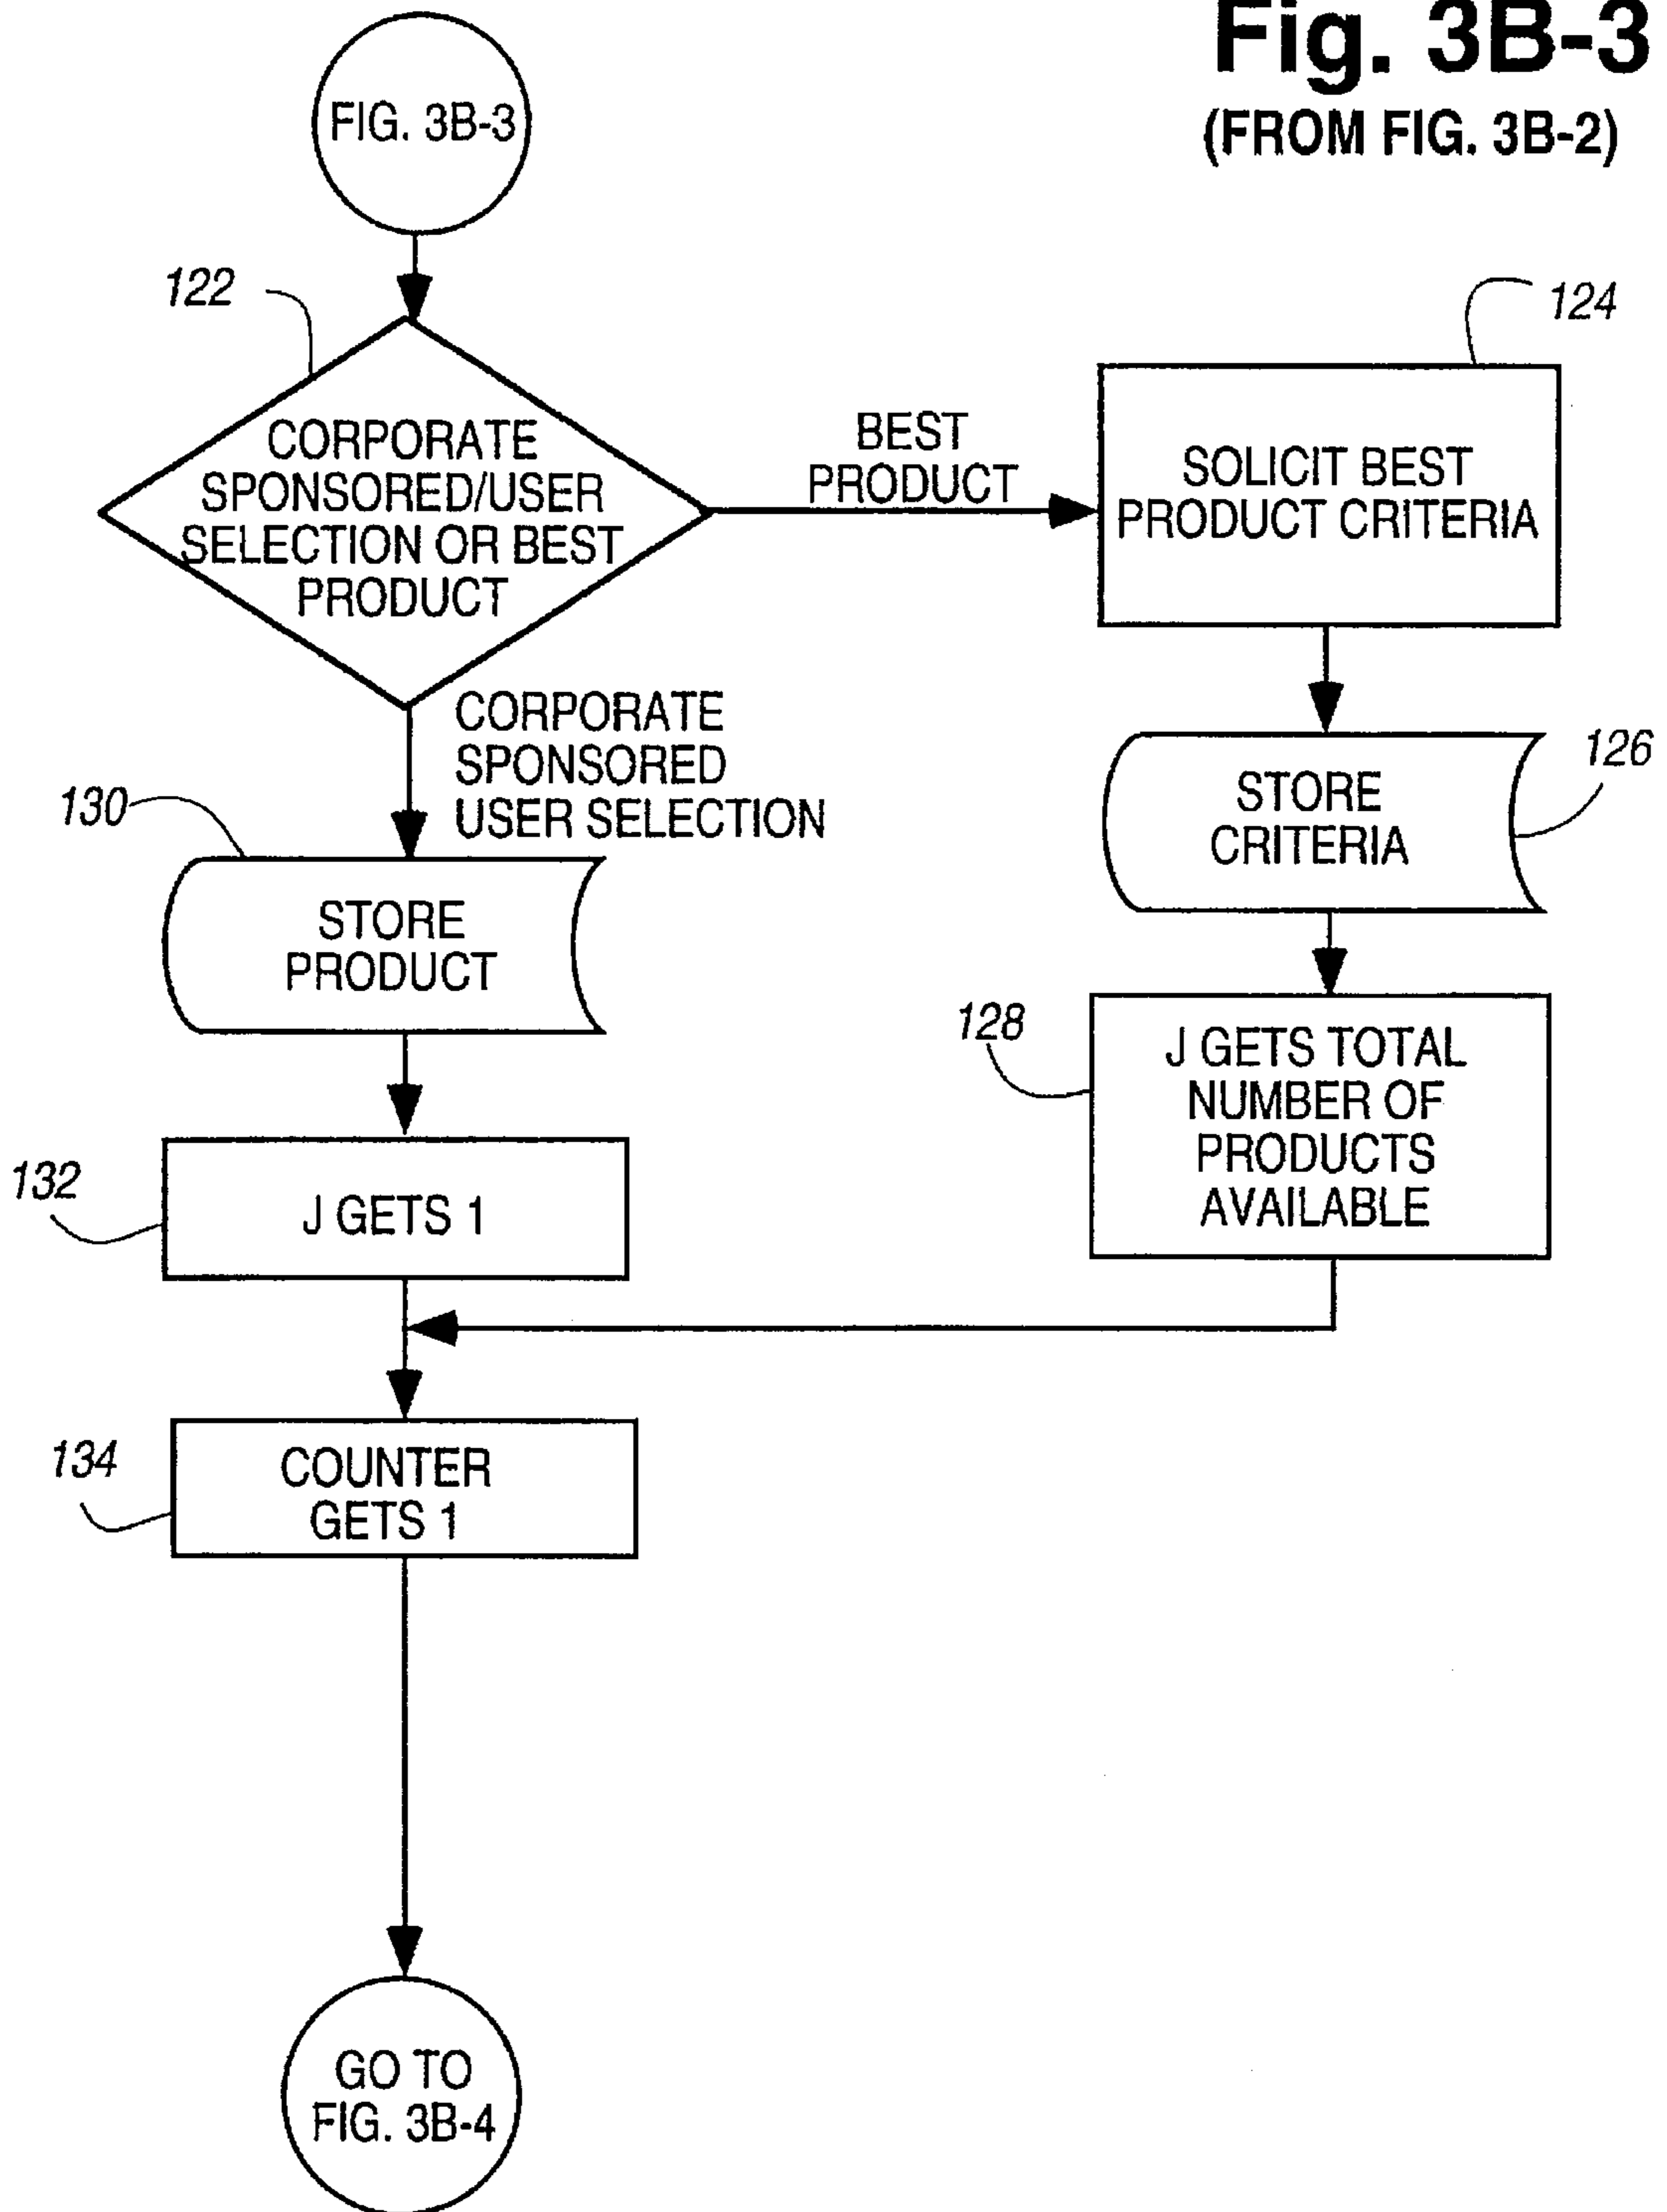 Fig. 3B-3
(FROM FIG. 3B-2)
FIG. 3B-3
122
CORPORATE
SPONSORED/USER
SELECTION OR BEST
PRODUCT
BEST
PRODUCT
124
SOLICIT BEST
PRODUCT CRITERIA
CORPORATE
SPONSORED
USER SELECTION
126
STORE
CRITERIA
130
STORE
PRODUCT
128
J GETS TOTAL
NUMBER OF
PRODUCTS
AVAILABLE
132
J GETS 1
134
COUNTER
GETS 1
GO TO
FIG. 3B-4